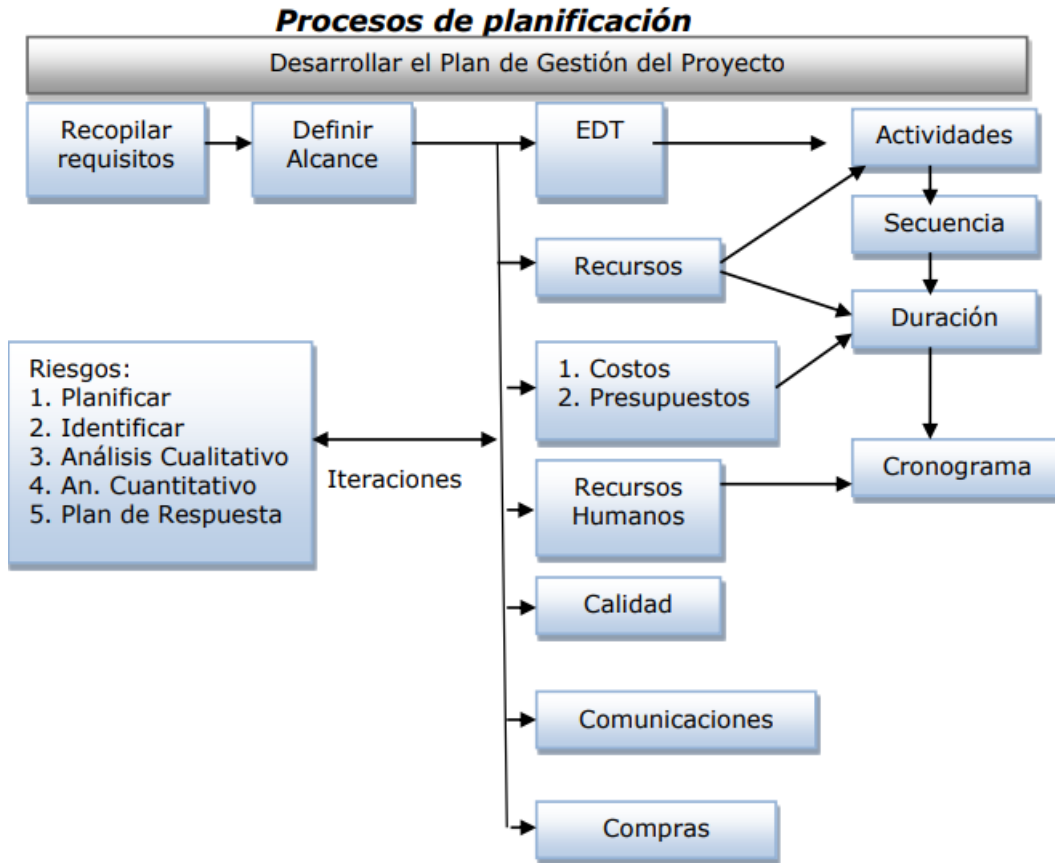 Procesos de planificación
Desarrollar el Plan de Gestión del Proyecto
Recopilar
requisitos
Definir
Alcance
EDT
Actividades
Secuencia
Recursos
Duración
Riesgos:
1. Planificar
2. Identificar
3. Análisis Cualitativo
4. An. Cuantitativo
5. Plan de Respuesta
Iteraciones
1. Costos
2. Presupuestos
Cronograma
Recursos
Humanos
Calidad
Comunicaciones
Compras